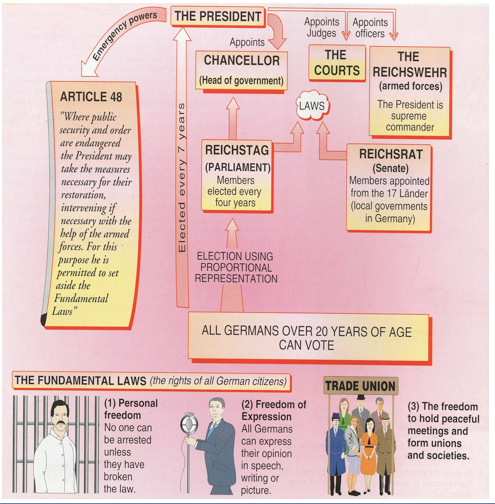 THE PRESIDENT
Emergency powers
Appoints
Appoints
Judges
Appoints
officers
CHANCELLOR
(Head of government)
THE
COURTS
THE
REICHSWEHR
(armed forces)
The President is
supreme
commander
ARTICLE 48
"Where public
security and order
are endangered
the President may
take the measures
necessary for their
restoration,
intervening if
necessary with the
help of the armed
forces. For this
purpose he is
permitted to set
aside the
Fundamental
Laws"
Elected every 7 years
LAWS
REICHSTAG
(PARLIAMENT)
Members
elected every
four years
REICHSRAT
(Senate)
Members appointed
from the 17 Länder
(local governments
in Germany)
ELECTION USING
PROPORTIONAL
REPRESENTATION
ALL GERMANS OVER 20 YEARS OF AGE
CAN VOTE
THE FUNDAMENTAL LAWS (the rights of all German citizens)
(1) Personal
freedom
No one can
be arrested
unless
they have
broken
the law.
(2) Freedom of
Expression
All Germans
can express
their opinion
in speech,
writing or
picture.
TRADE UNION
(3) The freedom
to hold peaceful
meetings and
form unions
and societies.